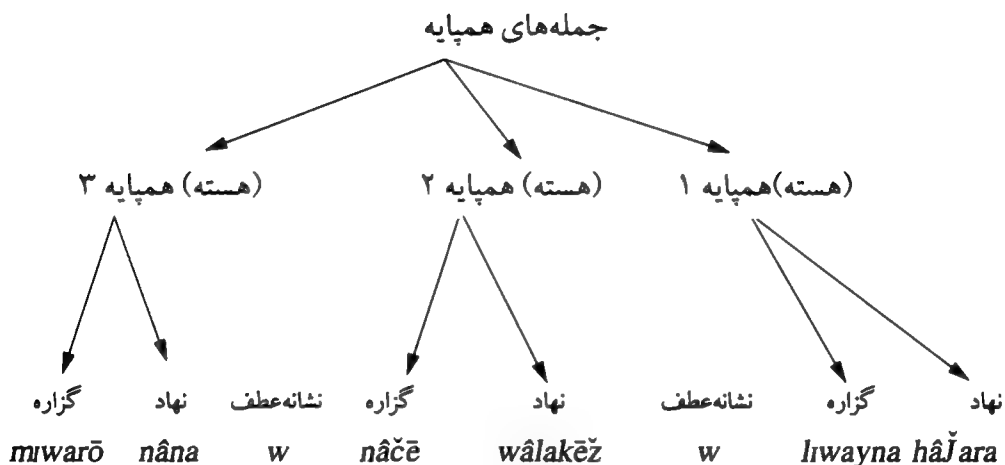 جمله‌های همپایه
(هسته)همپایه ۱ (هسته) همپایه ۲ (هسته) همپایه ۳
نهاد گزاره نشانه‌عطف نهاد گزاره نشانه‌عطف نهاد گزاره
mıwarō nâna w nâčē wâlakēž w lıwayna hâJ̌ara